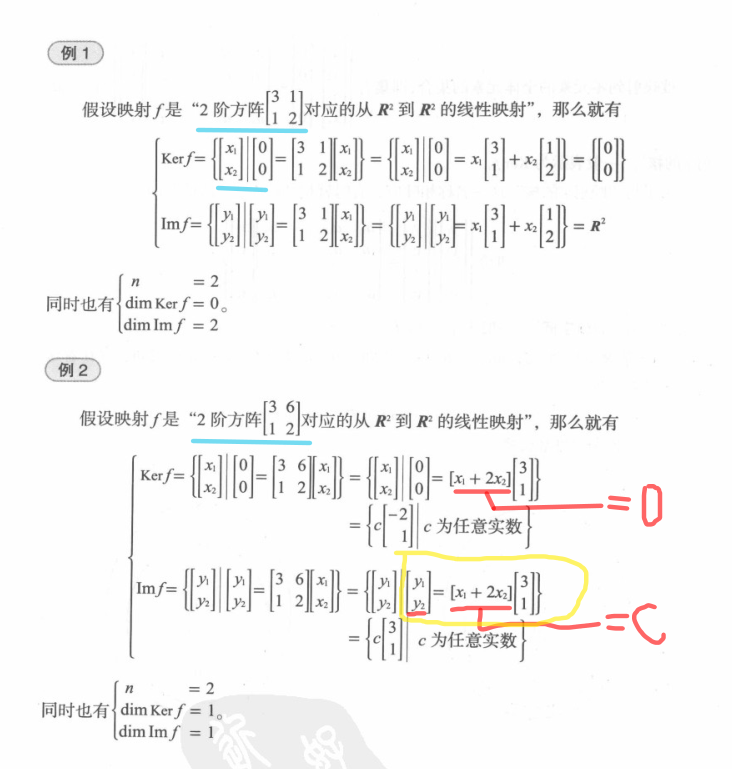 例 1
假设映射 f 是 “2 阶方阵[3 1; 1 2]对应的从 R² 到 R² 的线性映射”，那么就有
Ker f = {[x₁; x₂] | [0; 0] = [3 1; 1 2][x₁; x₂]} = {[x₁; x₂] | [0; 0] = x₁[3; 1] + x₂[1; 2]} = {[0; 0]}
Im f = {[y₁; y₂] | [y₁; y₂] = [3 1; 1 2][x₁; x₂]} = {[y₁; y₂] | [y₁; y₂] = x₁[3; 1] + x₂[1; 2]} = R²
n = 2
同时也有 dim Ker f = 0。
dim Im f = 2
例 2
假设映射 f 是 “2 阶方阵[3 6; 1 2]对应的从 R² 到 R² 的线性映射”，那么就有
Ker f = {[x₁; x₂] | [0; 0] = [3 6; 1 2][x₁; x₂]} = {[x₁; x₂] | [0; 0] = [x₁ + 2x₂][3; 1]}
=0
= {c[-2; 1] | c 为任意实数}
Im f = {[y₁; y₂] | [y₁; y₂] = [3 6; 1 2][x₁; x₂]} = {[y₁; y₂] | [y₁; y₂] = [x₁ + 2x₂][3; 1]}
=C
= {c[3; 1] | c 为任意实数}
n = 2
同时也有 dim Ker f = 1。
dim Im f = 1